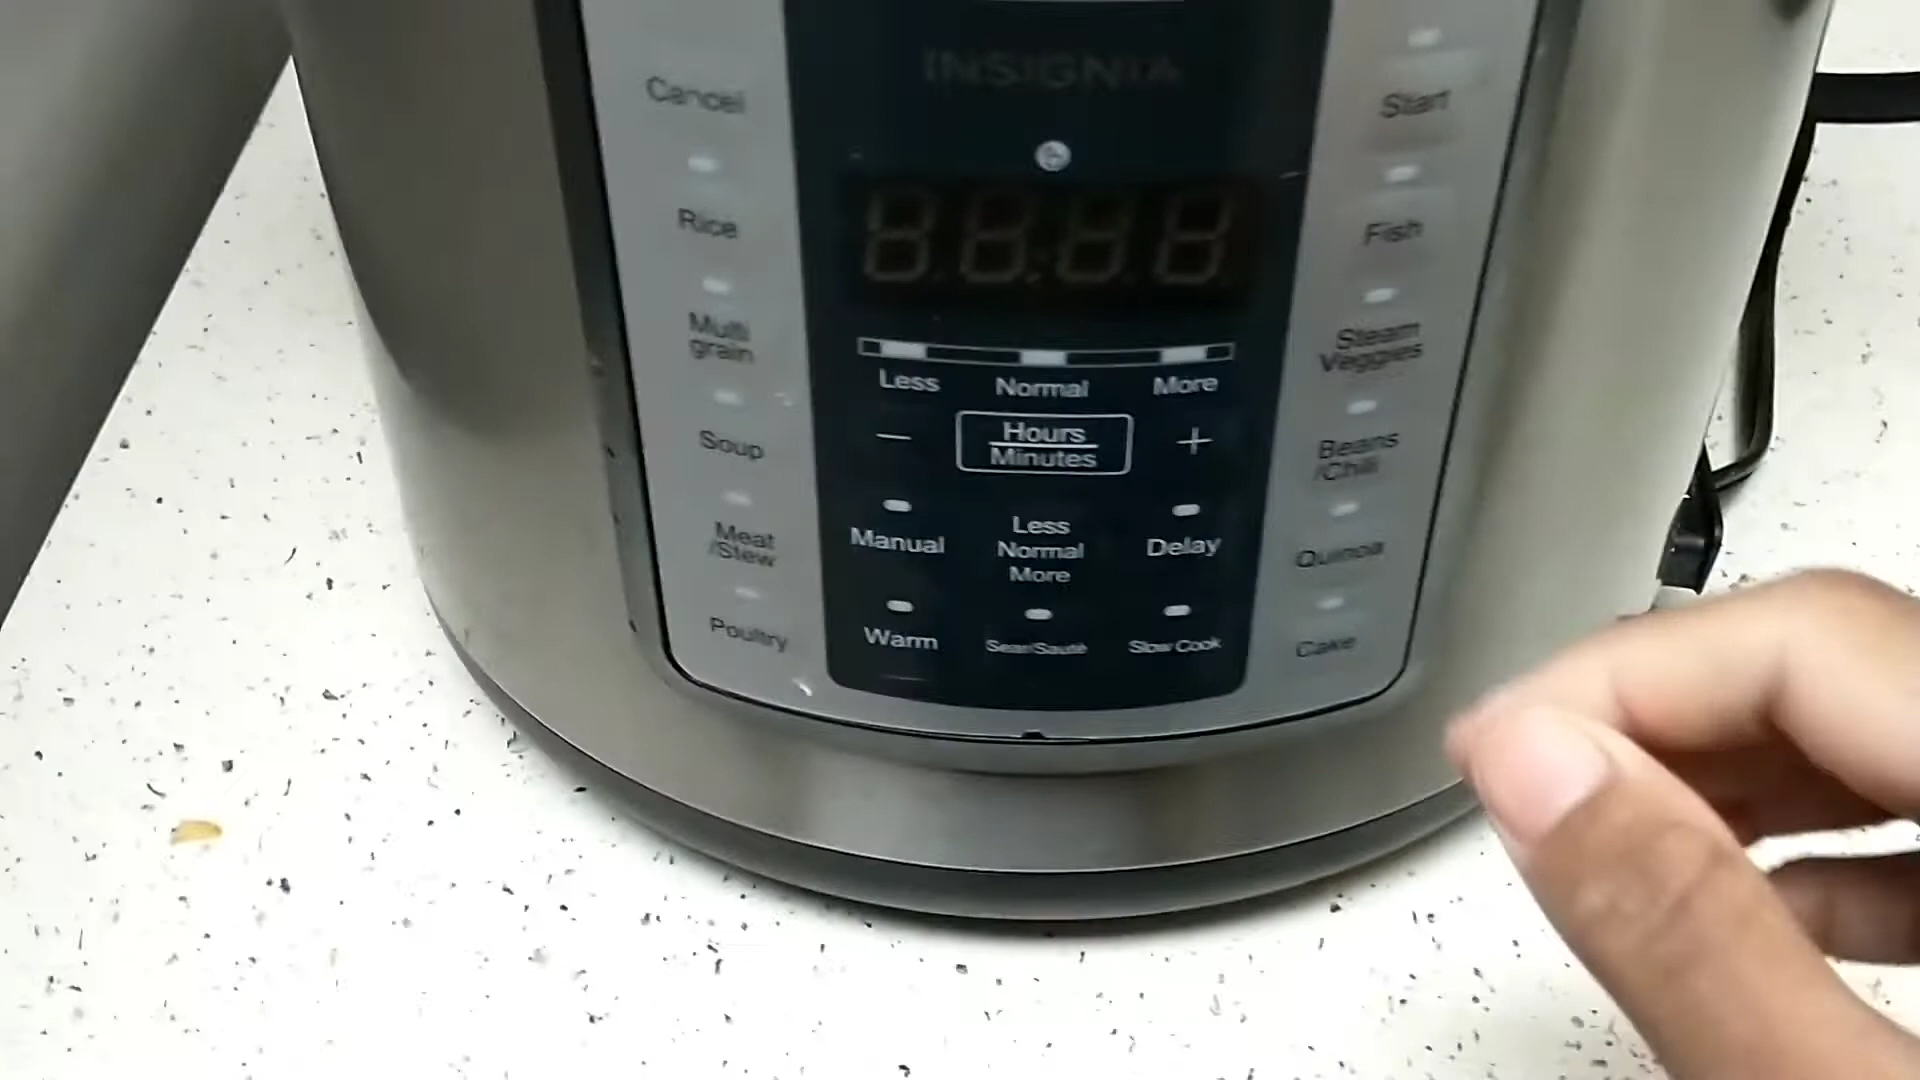 INSIGNIA
Cancel
Rice
Multi
grain
Soup
Meat
/Stew
Poultry
Less Normal More
− Hours +
Minutes
Manual
Less
Normal
More
Delay
Warm
Sear/Sauté
Slow Cook
Start
Fish
Steam
Veggies
Beans
/Chili
Quinoa
Cake